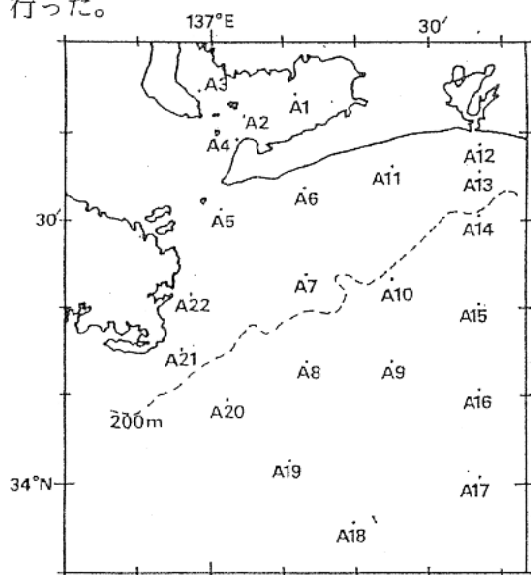 行った。
137°E 30′
A3
A1
A2
A4
A12
A11 A13
A6
30′ A5 A14
A7
A22 A10
A15
A21
A8 A9
A20 A16
200m
A19
34°N A17
A18